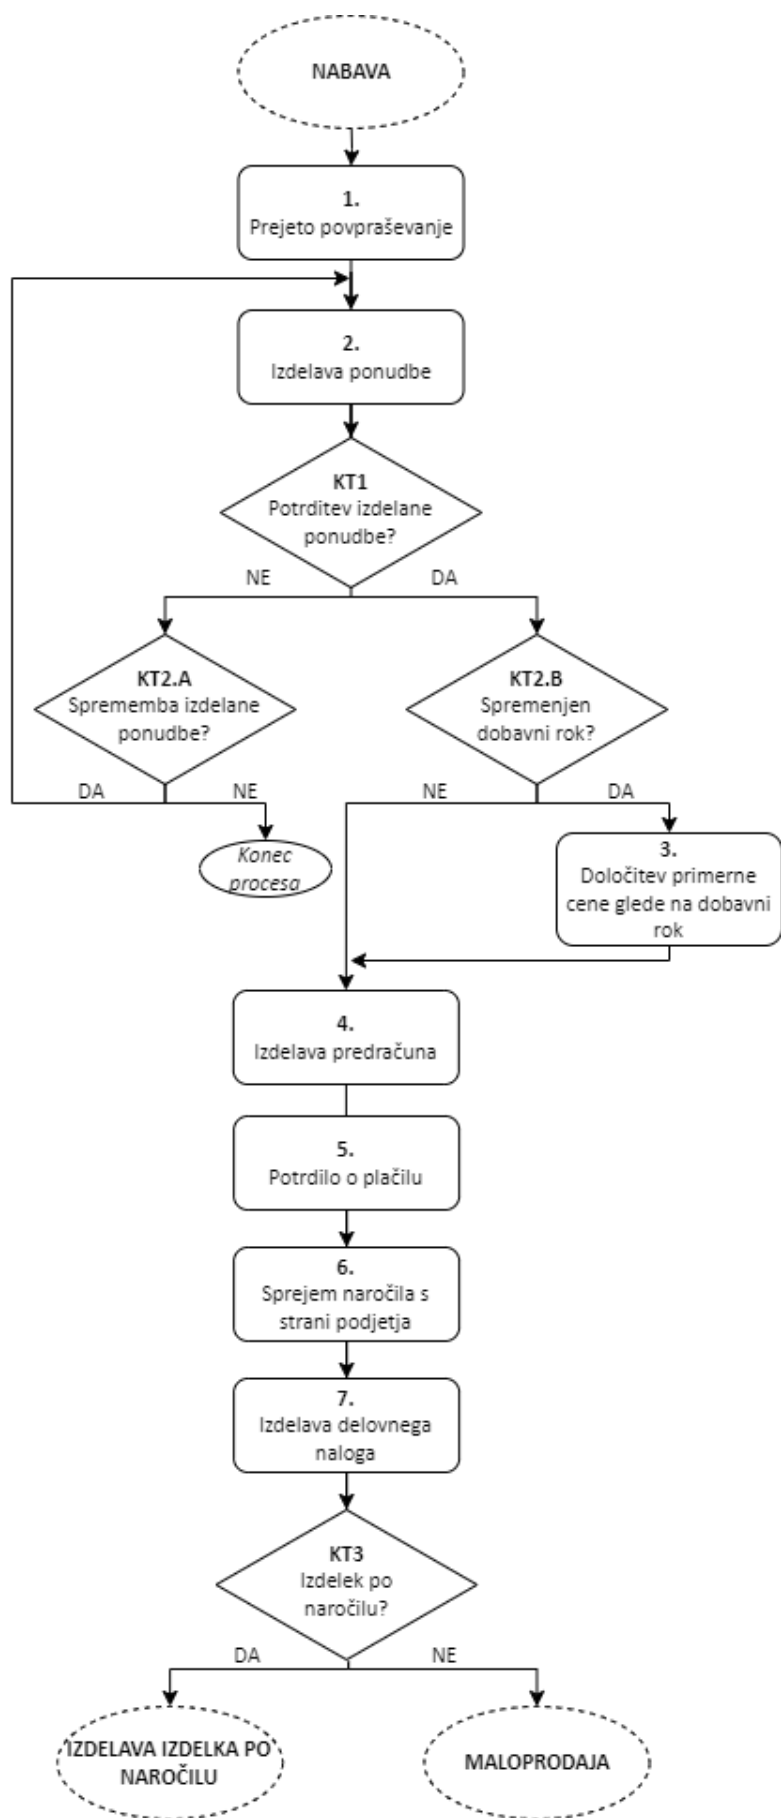 NABAVA
1.
Prejeto povpraševanje
2.
Izdelava ponudbe
KT1
Potrditev izdelane
ponudbe?
NE
DA
KT2.A
Sprememba izdelane
ponudbe?
KT2.B
Spremenjen
dobavni rok?
DA
NE
NE
DA
Konec
procesa
3.
Določitev primerne
cene glede na dobavni
rok
4.
Izdelava predračuna
5.
Potrdilo o plačilu
6.
Sprejem naročila s
strani podjetja
7.
Izdelava delovnega
naloga
KT3
Izdelek po
naročilu?
DA
NE
IZDELAVA IZDELKA PO
NAROČILU
MALOPRODAJA